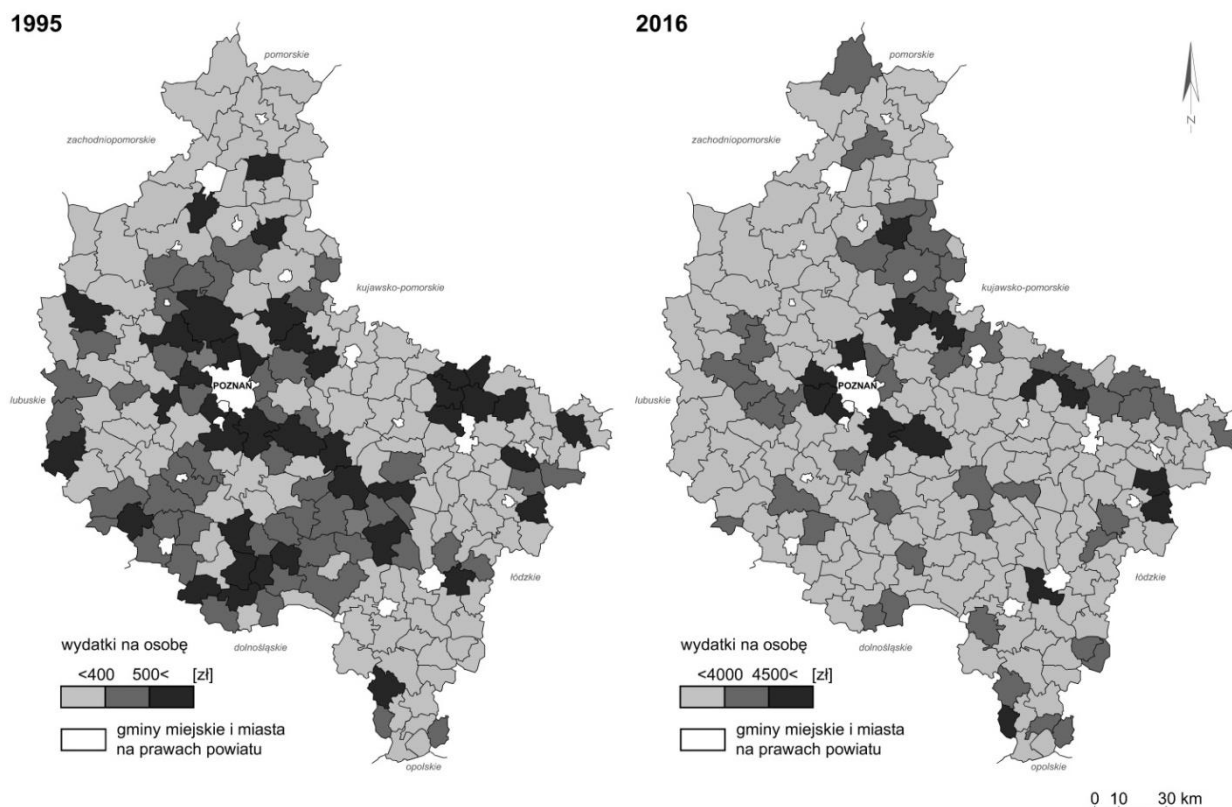 1995
pomorskie
zachodniopomorskie
kujawsko-pomorskie
POZNAŃ
lubuskie
łódzkie
dolnośląskie
opolskie
wydatki na osobę
<400 500< [zł]
gminy miejskie i miasta
na prawach powiatu
2016
N
pomorskie
zachodniopomorskie
kujawsko-pomorskie
POZNAŃ
lubuskie
łódzkie
dolnośląskie
opolskie
wydatki na osobę
<4000 4500< [zł]
gminy miejskie i miasta
na prawach powiatu
0 10 30 km